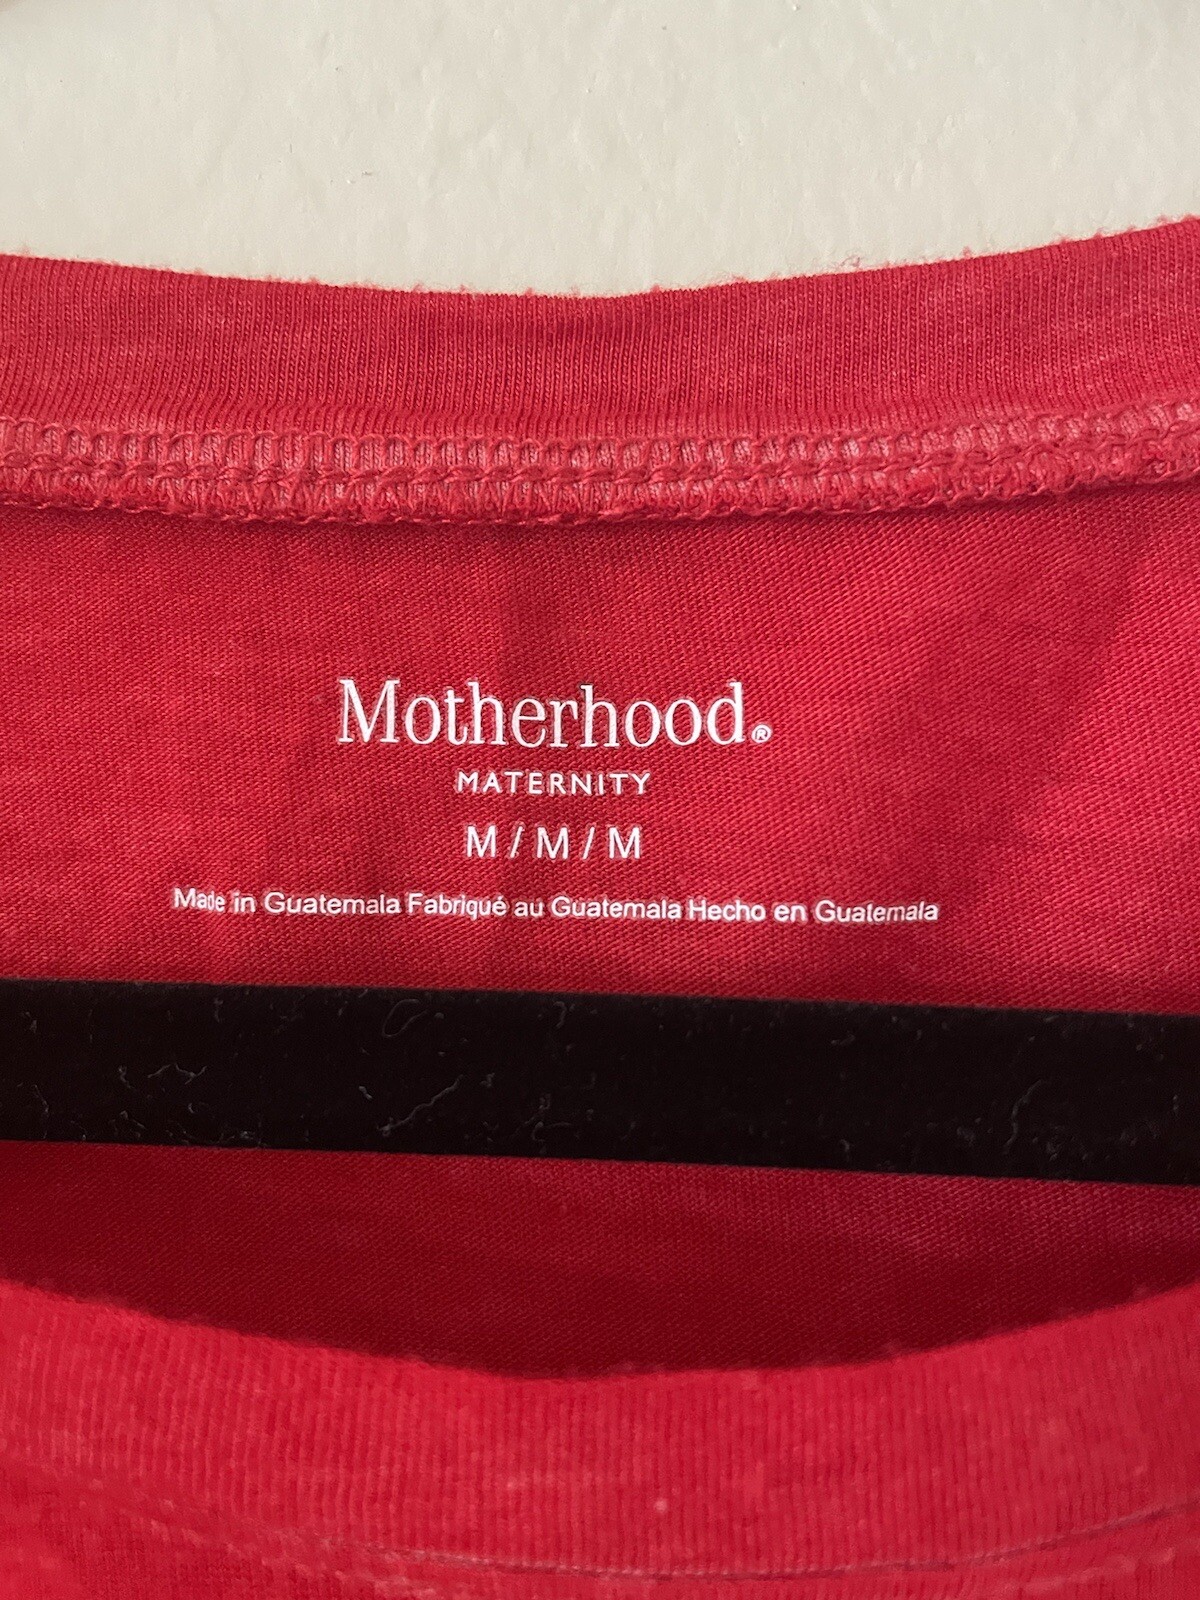 Motherhood®
MATERNITY
M / M / M
Made in Guatemala Fabriqué au Guatemala Hecho en Guatemala